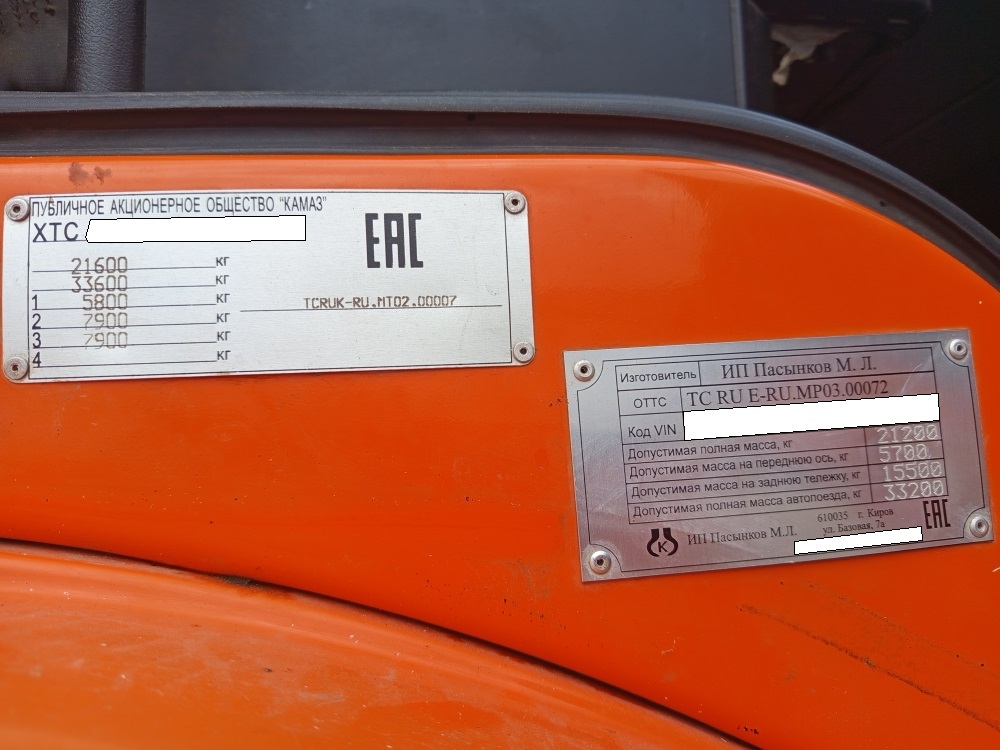 ПУБЛИЧНОЕ АКЦИОНЕРНОЕ ОБЩЕСТВО "КАМАЗ"
XTC
EAC
21600 кг
33600 кг
1 5800 кг
2 7900 кг
3 7900 кг
4 кг
TCRUK-RU.MT02.00007
Изготовитель ИП Пасынков М. Л.
ОТТС ТС RU E-RU.MP03.00072
Код VIN
Допустимая полная масса, кг 21200
Допустимая масса на переднюю ось, кг 5700
Допустимая масса на заднюю тележку, кг 15500
Допустимая полная масса автопоезда, кг 33200
К ИП Пасынков М.Л.
610035 г. Киров
ул. Базовая, 7а
EAC